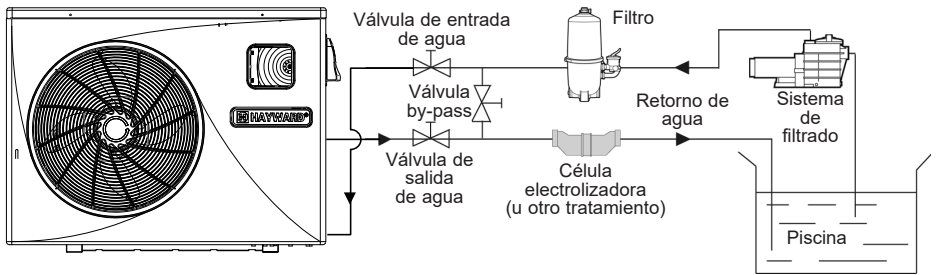 Válvula de entrada
de agua
Filtro
Válvula
by-pass
HAYWARD®
Retorno de
agua
Sistema
de
filtrado
Válvula de
salida
de agua
Célula
electrolizadora
(u otro tratamiento)
Piscina